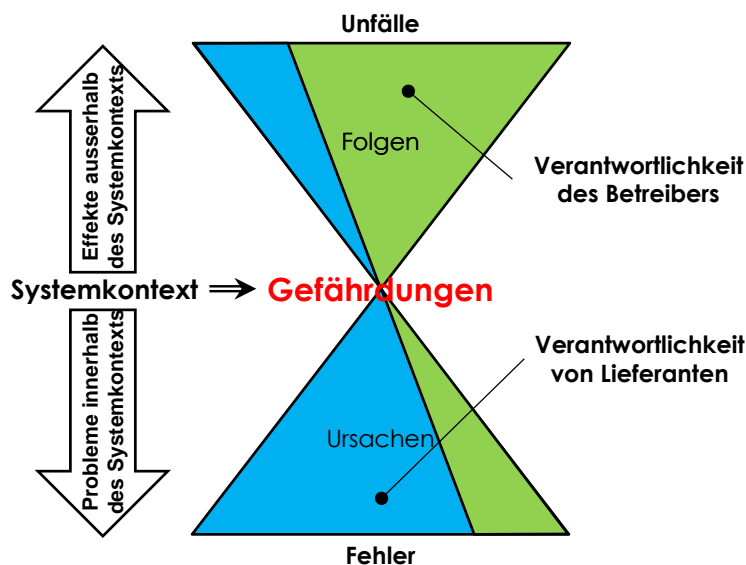 Unfälle
Effekte ausserhalb
des Systemkontexts
Folgen
Verantwortlichkeit
des Betreibers
Systemkontext ⇒ Gefährdungen
Probleme innerhalb
des Systemkontexts
Verantwortlichkeit
von Lieferanten
Ursachen
Fehler